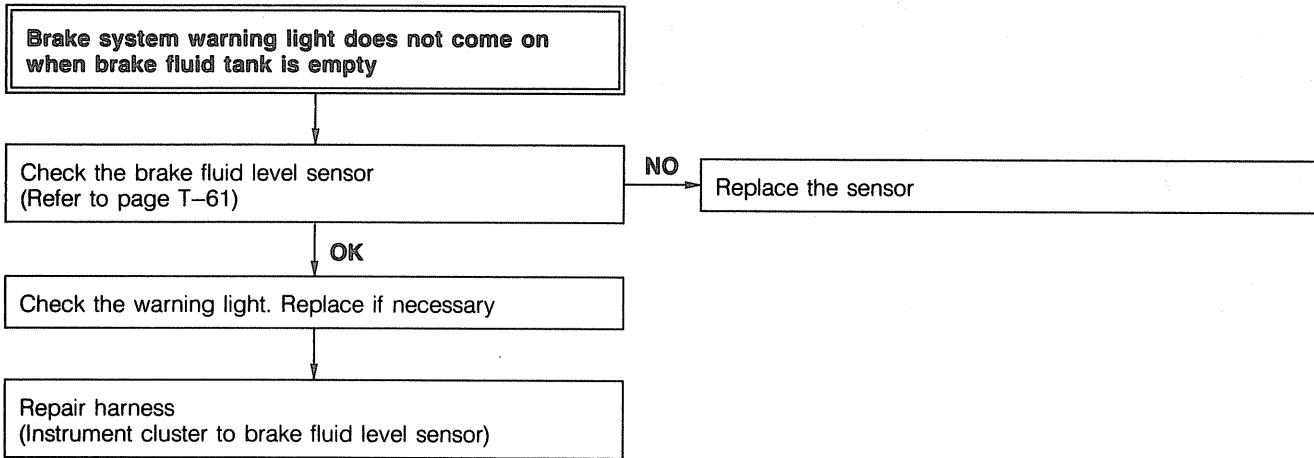 Brake system warning light does not come on
when brake fluid tank is empty
Check the brake fluid level sensor
(Refer to page T–61)
NO
Replace the sensor
OK
Check the warning light. Replace if necessary
Repair harness
(Instrument cluster to brake fluid level sensor)